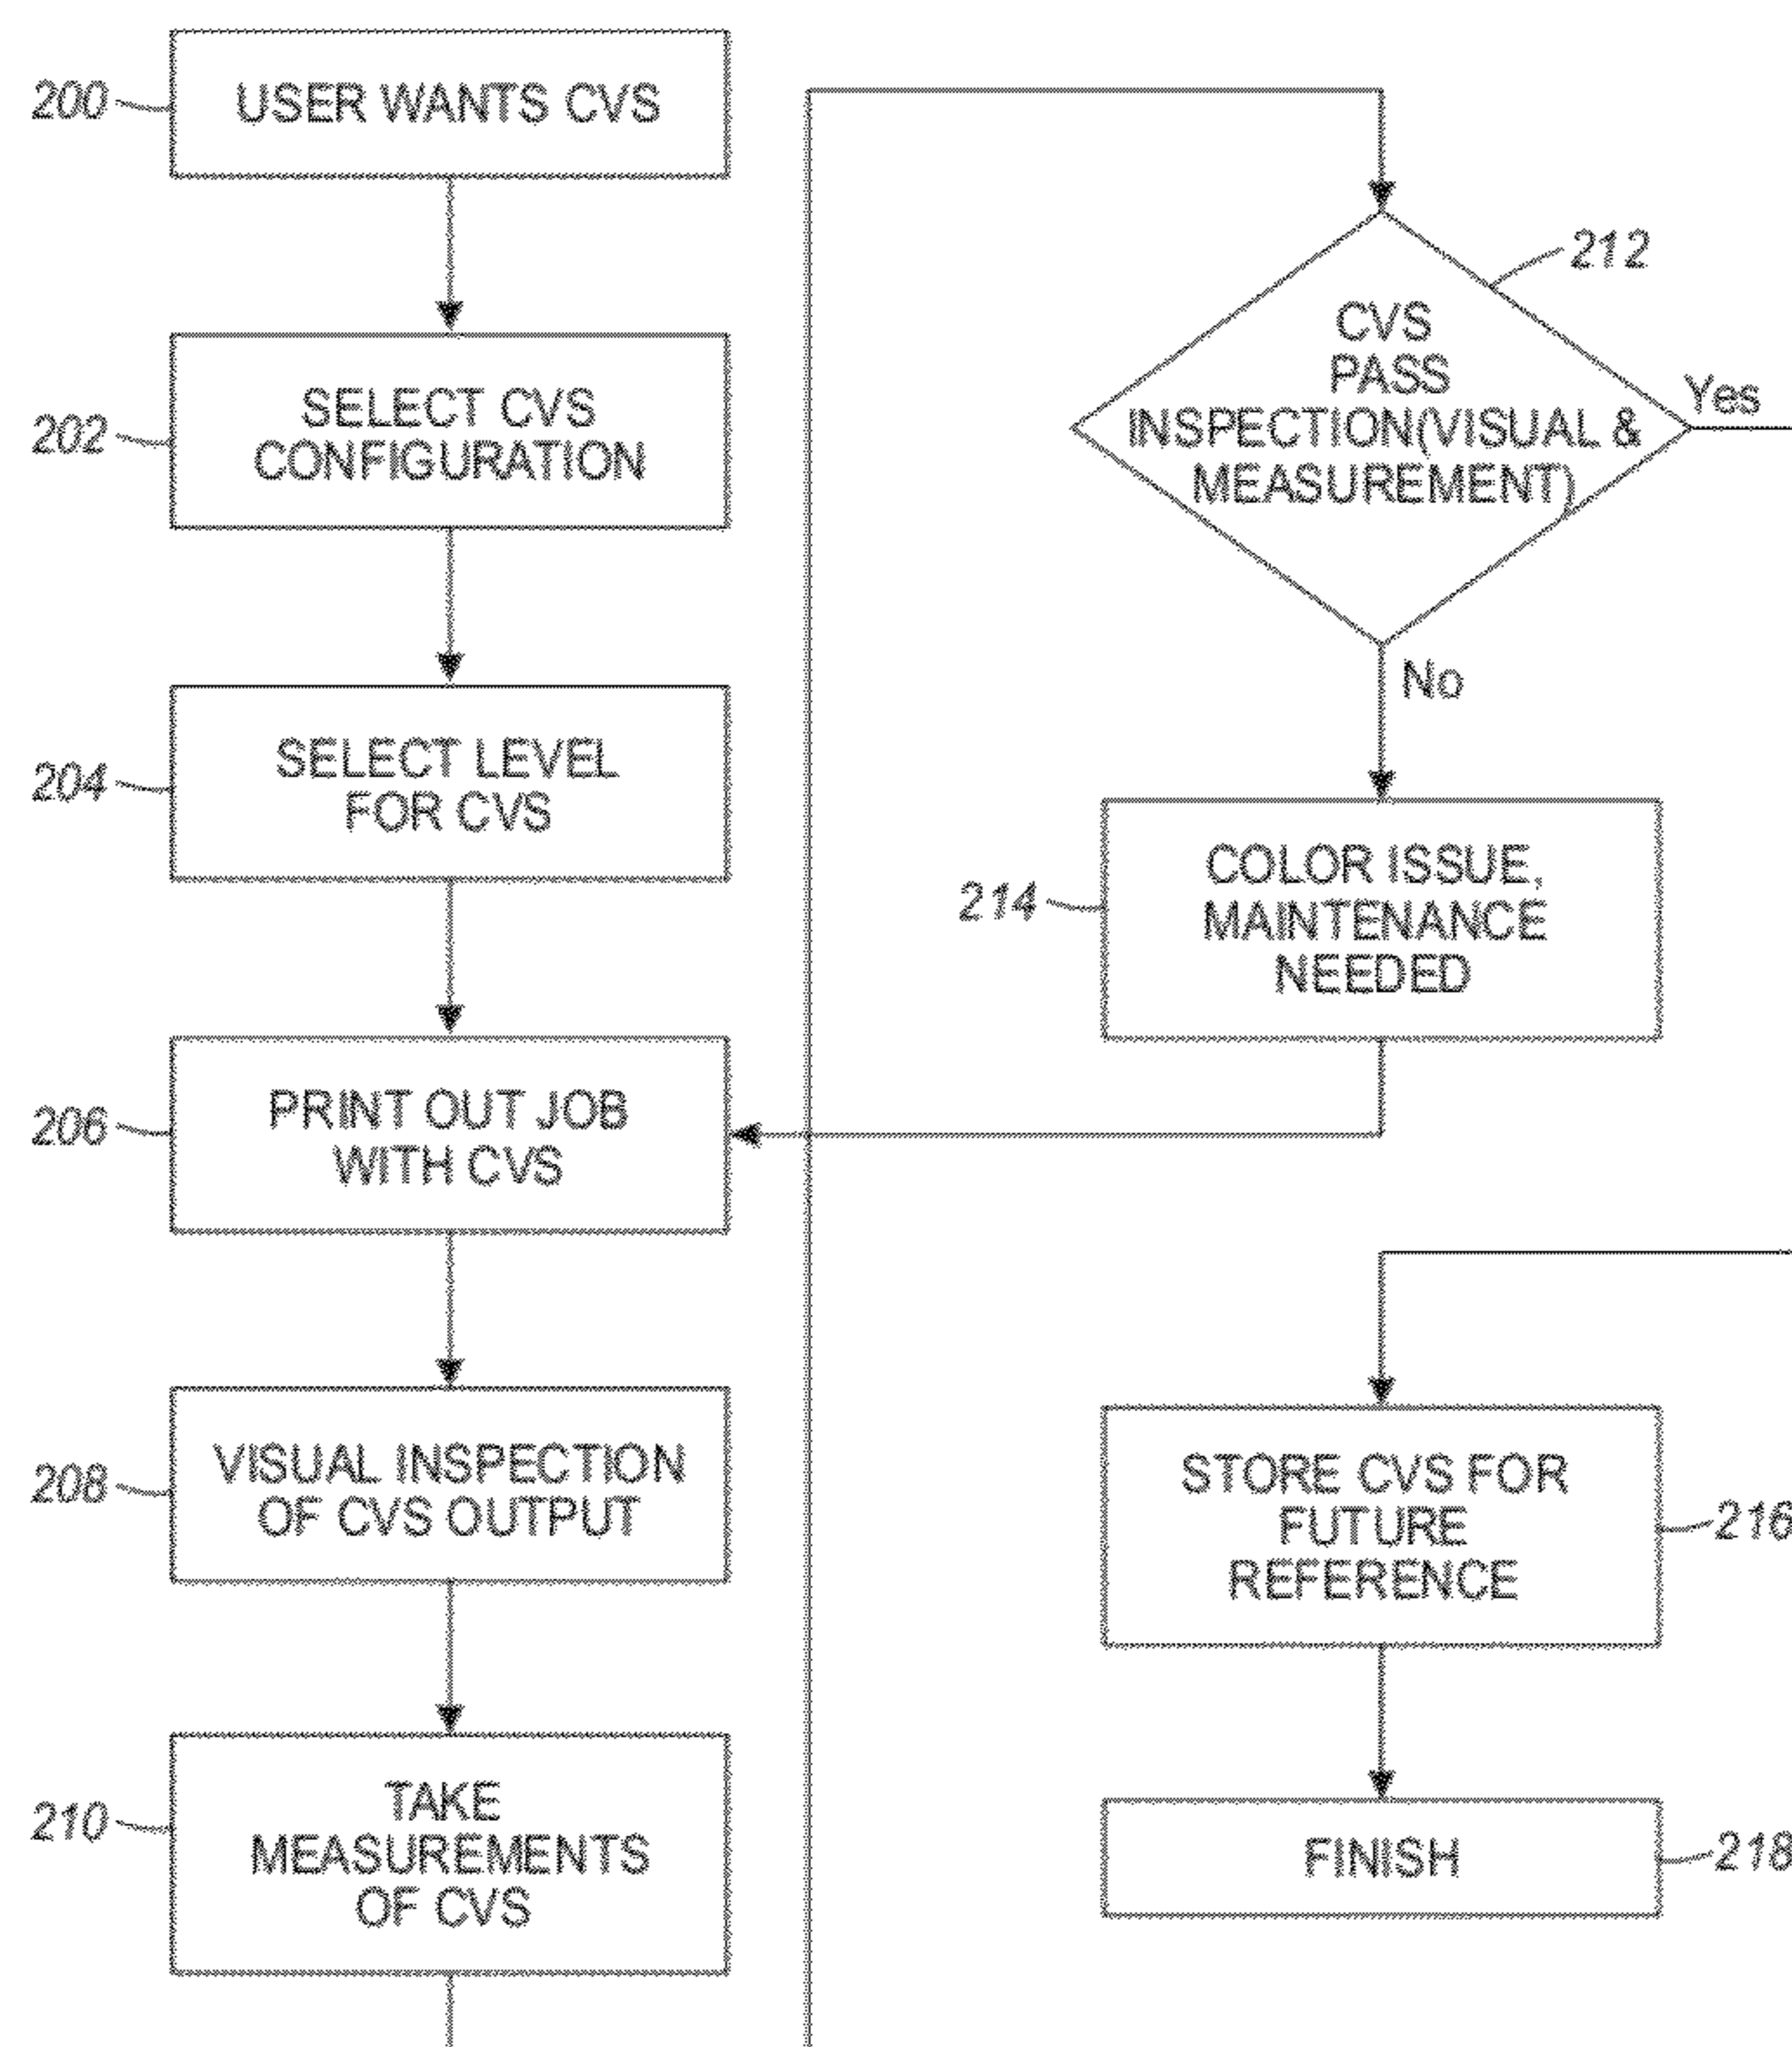 200
USER WANTS CVS
202
SELECT CVS
CONFIGURATION
204
SELECT LEVEL
FOR CVS
206
PRINT OUT JOB
WITH CVS
208
VISUAL INSPECTION
OF CVS OUTPUT
210
TAKE
MEASUREMENTS
OF CVS
212
CVS
PASS
INSPECTION(VISUAL &
MEASUREMENT)
Yes
No
214
COLOR ISSUE,
MAINTENANCE
NEEDED
STORE CVS FOR
FUTURE
REFERENCE
216
FINISH
218